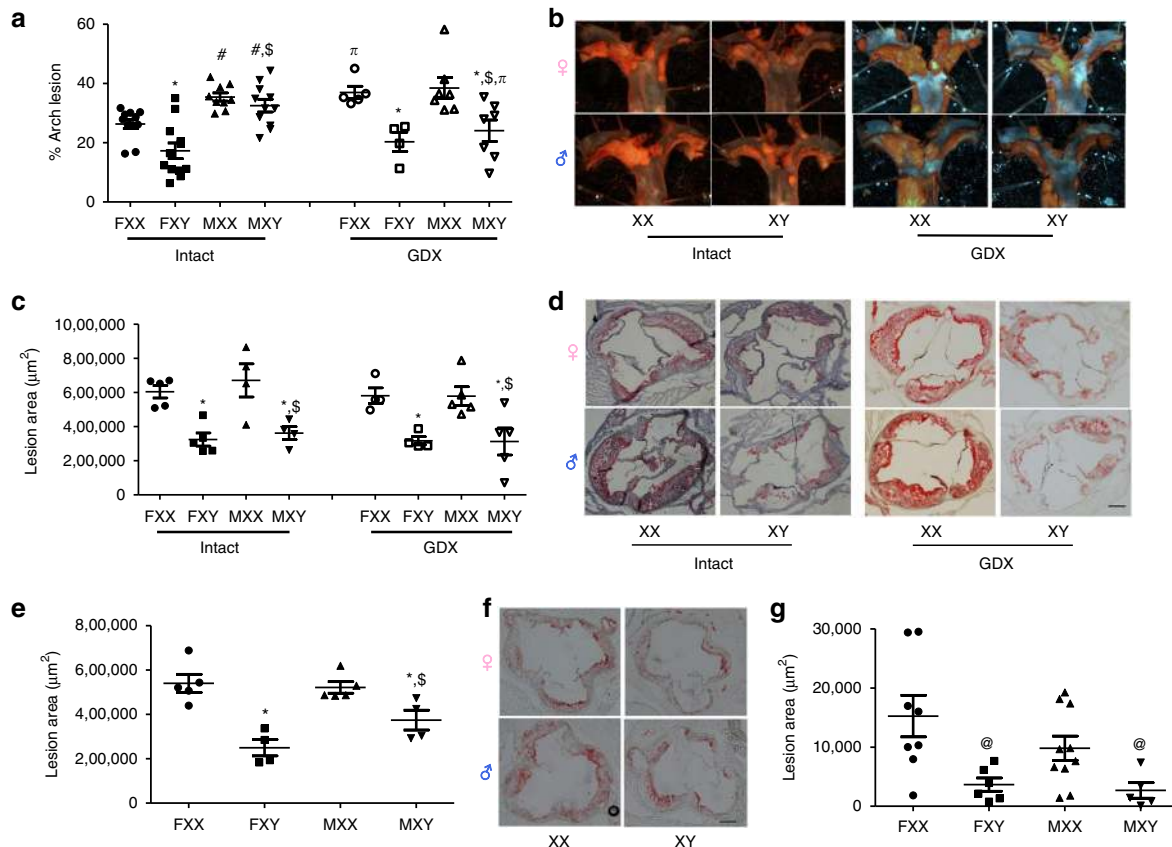 a
60
40
20
0
% Arch lesion
*
#
#,$
π
*
*,$,π
FXX FXY MXX MXY FXX FXY MXX MXY
Intact GDX
b
♀
♂
XX XY XX XY
Intact GDX
c
10,00,000
8,00,000
6,00,000
4,00,000
2,00,000
0
Lesion area (μm²)
*
*,$
*
*,$
FXX FXY MXX MXY FXX FXY MXX MXY
Intact GDX
d
♀
♂
XX XY XX XY
Intact GDX
e
8,00,000
6,00,000
4,00,000
2,00,000
0
Lesion area (μm²)
*
*,$
FXX FXY MXX MXY
f
♀
♂
XX XY
g
30,000
20,000
10,000
0
Lesion area (μm²)
@
@
FXX FXY MXX MXY